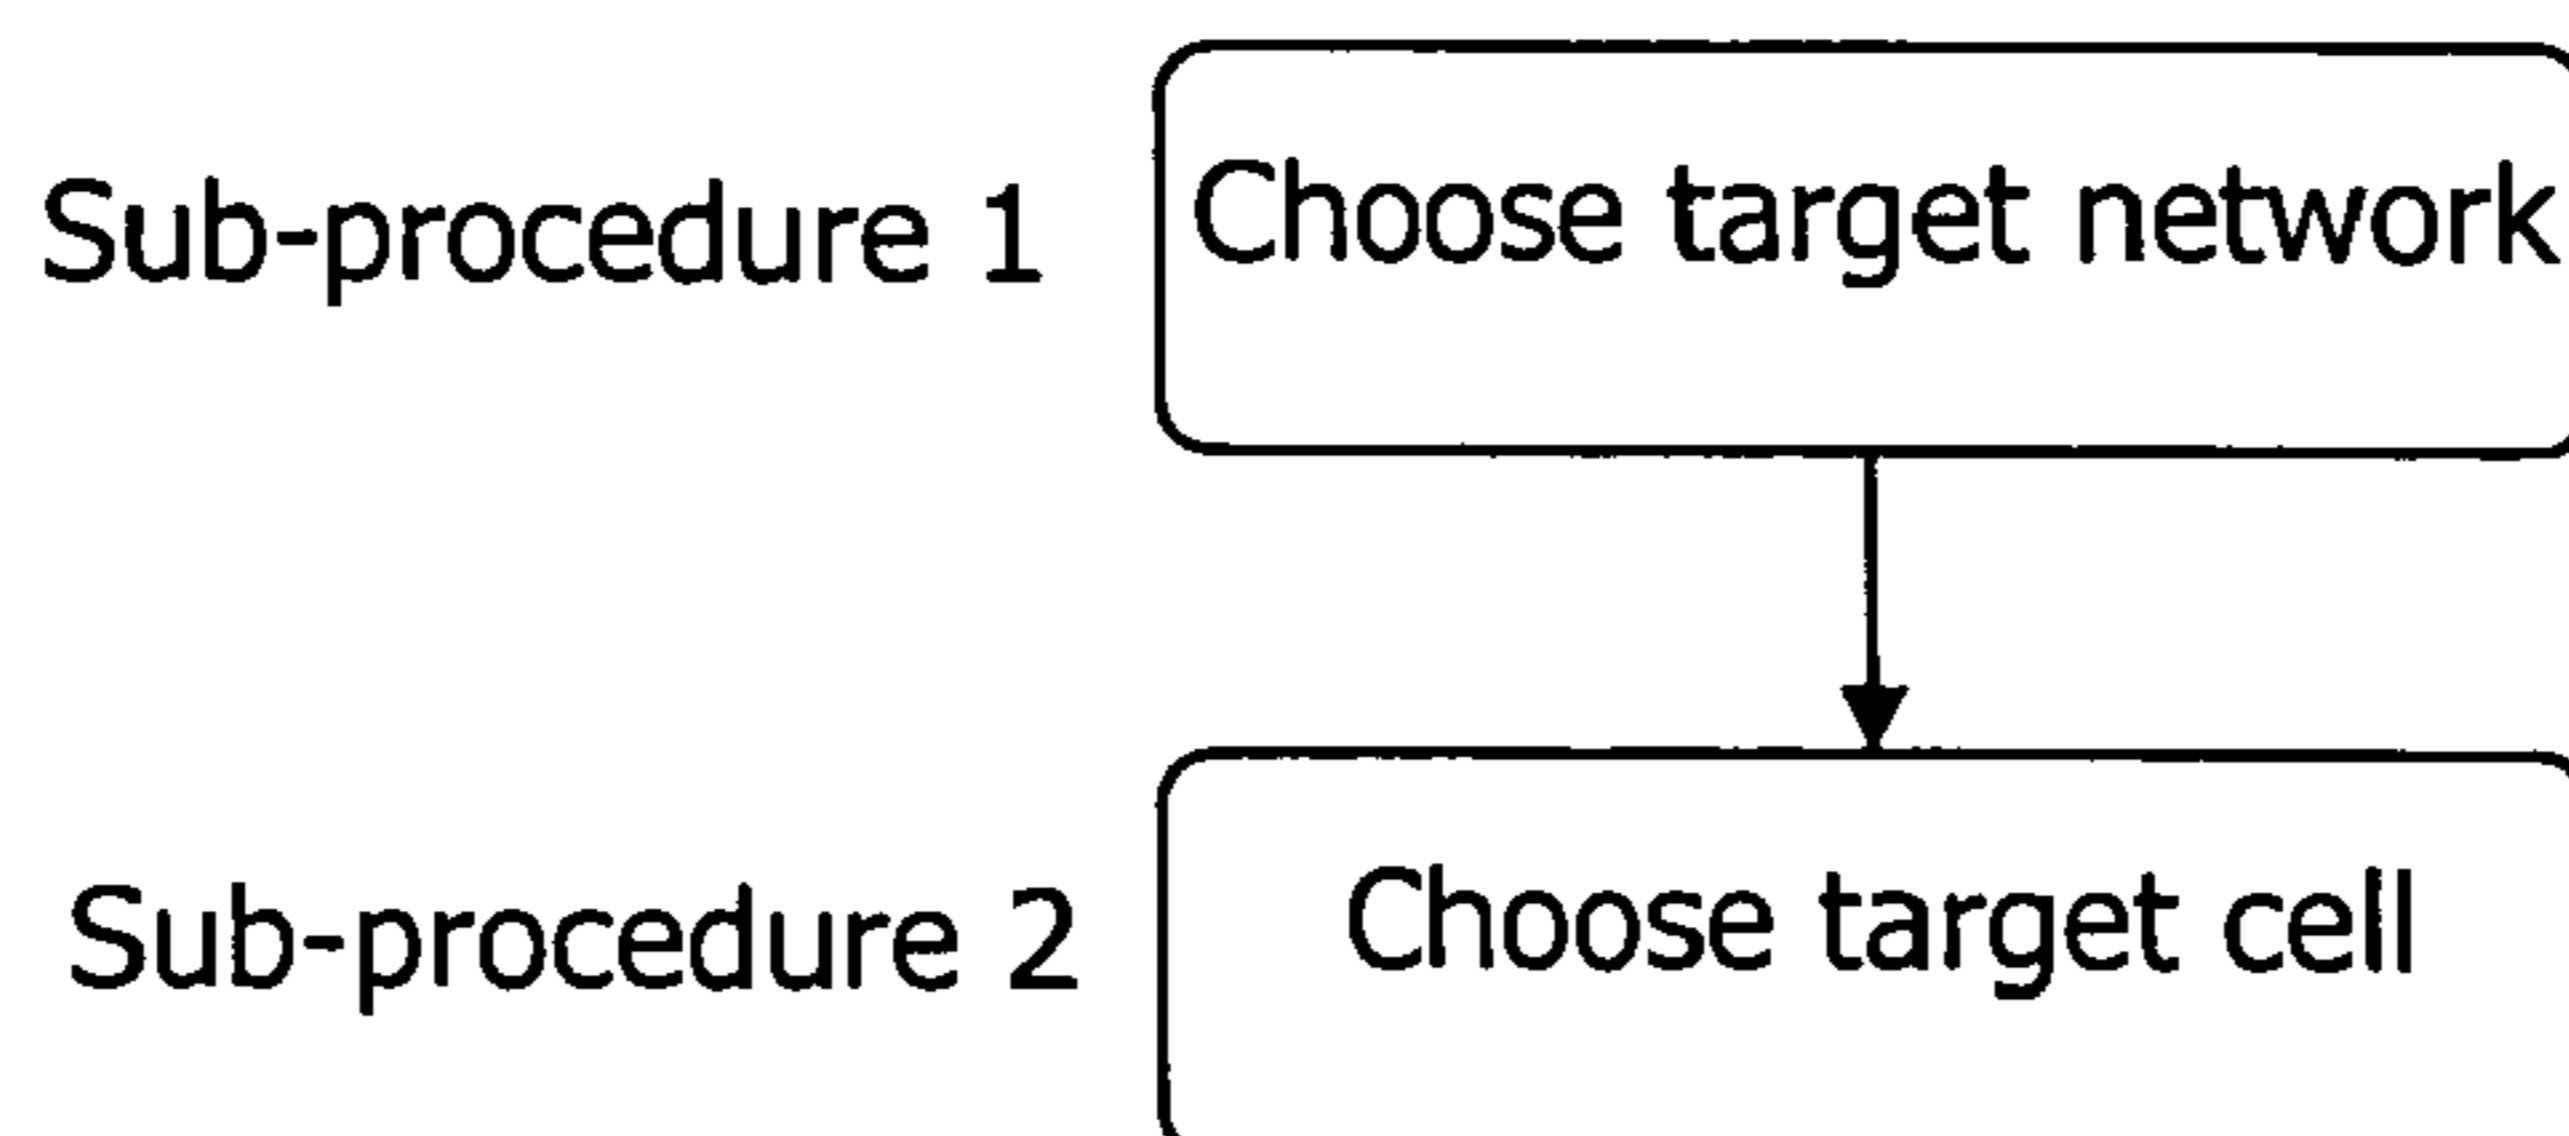 Sub-procedure 1
Choose target network
Sub-procedure 2
Choose target cell